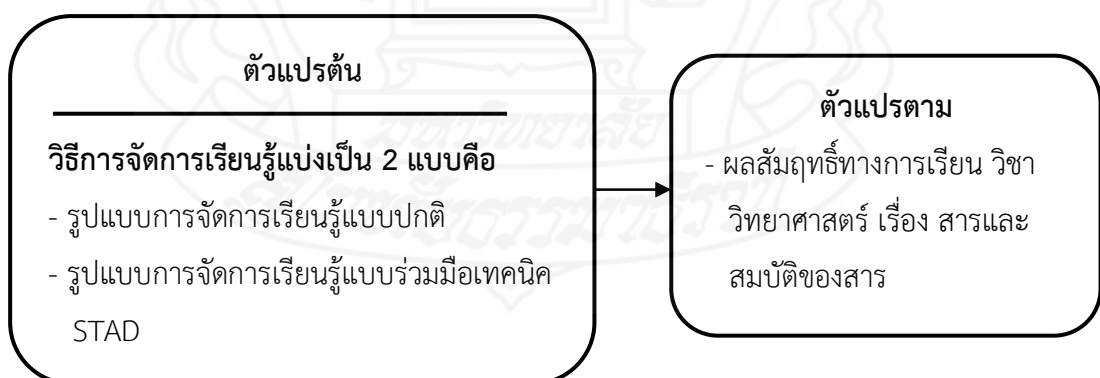 ตัวแปรต้น
วิธีการจัดการเรียนรู้แบ่งเป็น 2 แบบคือ
- รูปแบบการจัดการเรียนรู้แบบปกติ
- รูปแบบการจัดการเรียนรู้แบบร่วมมือเทคนิค
STAD
ตัวแปรตาม
- ผลสัมฤทธิ์ทางการเรียน วิชา
วิทยาศาสตร์ เรื่อง สารและ
สมบัติของสาร